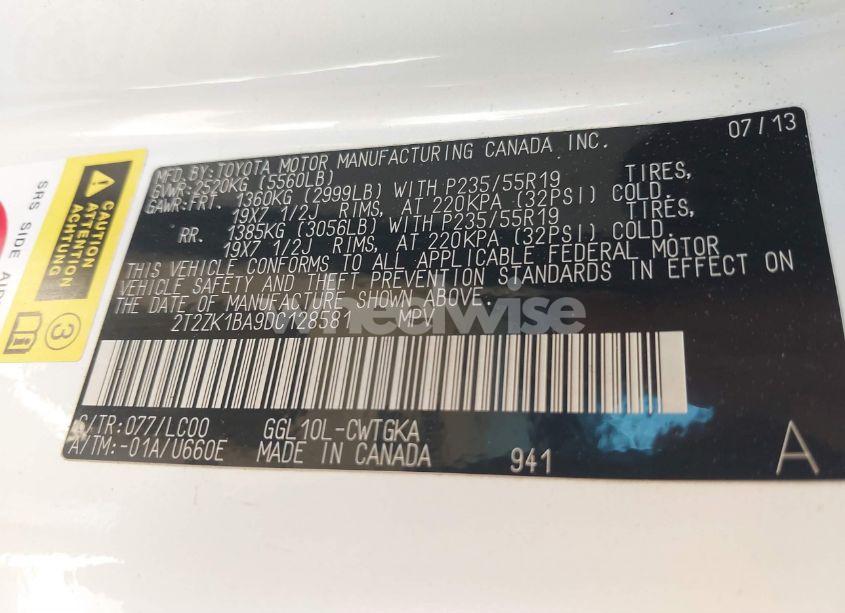 07/13
MFD.BY:TOYOTA MOTOR MANUFACTURING CANADA INC.
GVWR:2520KG (5560LB)
GAWR:FRT. 1360KG (2999LB) WITH P235/55R19 TIRES,
19X7 1/2J RIMS, AT 220KPA (32PSI) COLD.
RR. 1385KG (3056LB) WITH P235/55R19 TIRES,
19X7 1/2J RIMS, AT 220KPA (32PSI) COLD.
THIS VEHICLE CONFORMS TO ALL APPLICABLE FEDERAL MOTOR
VEHICLE SAFETY AND THEFT PREVENTION STANDARDS IN EFFECT ON
THE DATE OF MANUFACTURE SHOWN ABOVE.
2T2ZK1BA9DC128581 MPV
C/TR:077/LC00 GGL10L-CWTGKA
A/TM:-01A/U660E MADE IN CANADA 941 A
SRS SIDE
CAUTION
ATTENTION
ACHTUNG
3
i